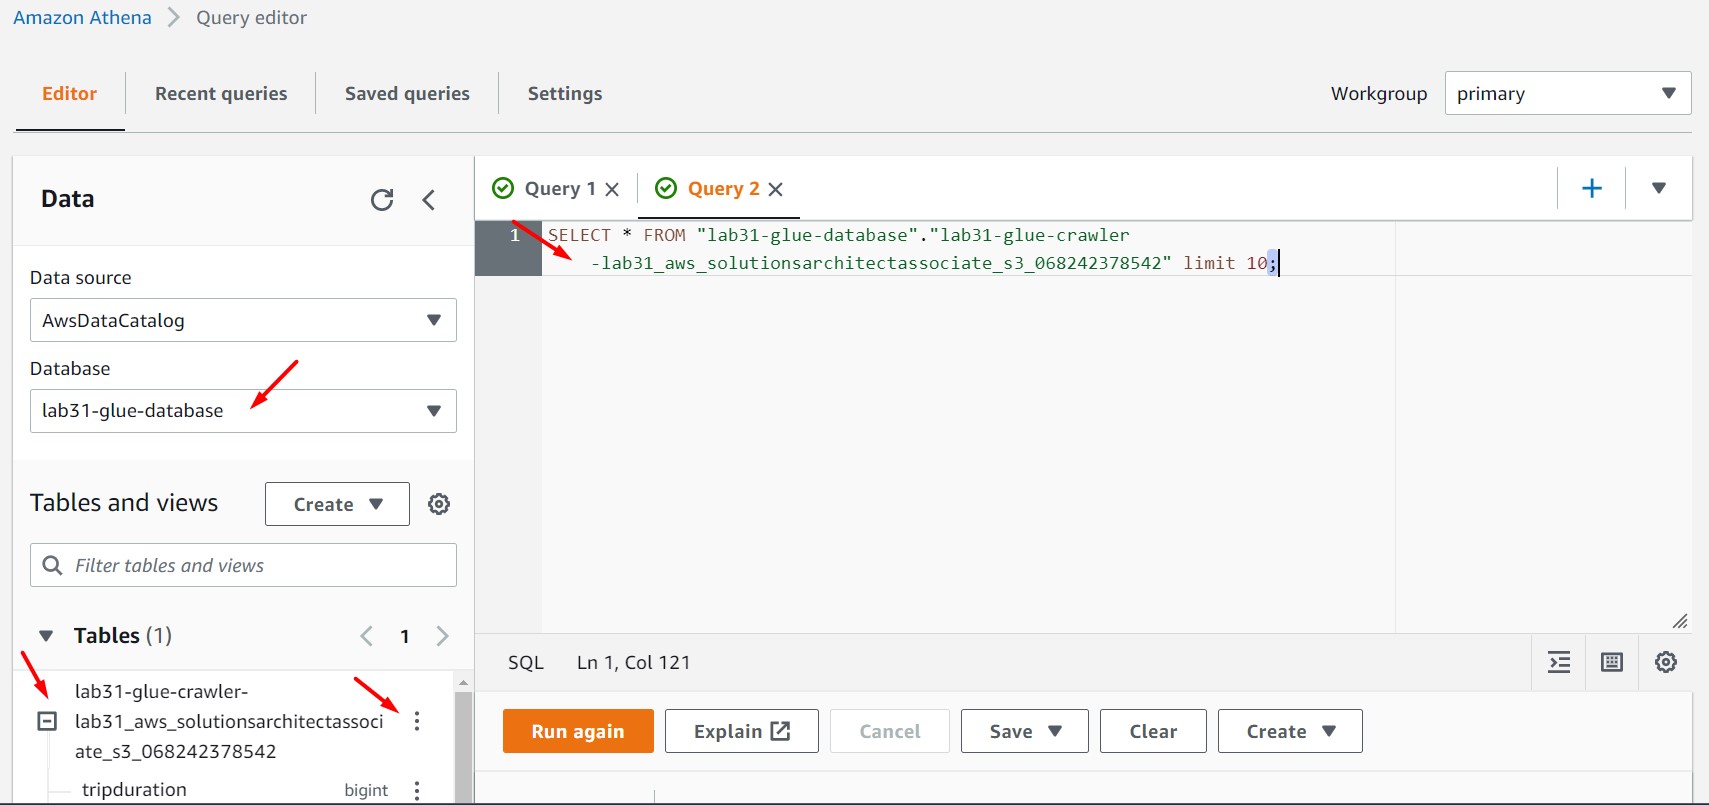 Amazon Athena Query editor
Editor Recent queries Saved queries Settings Workgroup primary
Data
Data source
AwsDataCatalog
Database
lab31-glue-database
Tables and views Create
Filter tables and views
Tables (1) 1
lab31-glue-crawler-
lab31_aws_solutionsarchitectassoci
ate_s3_068242378542
tripduration bigint
Query 1 Query 2
1 SELECT * FROM "lab31-glue-database"."lab31-glue-crawler
-lab31_aws_solutionsarchitectassociate_s3_068242378542" limit 10;
SQL Ln 1, Col 121
Run again Explain Cancel Save Clear Create